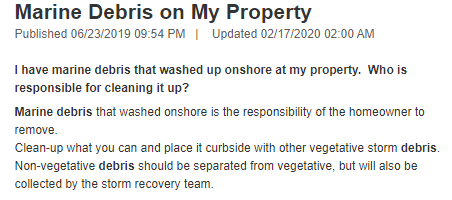 Marine Debris on My Property
Published 06/23/2019 09:54 PM | Updated 02/17/2020 02:00 AM
I have marine debris that washed up onshore at my property. Who is
responsible for cleaning it up?
Marine debris that washed onshore is the responsibility of the homeowner to
remove.
Clean-up what you can and place it curbside with other vegetative storm debris.
Non-vegetative debris should be separated from vegetative, but will also be
collected by the storm recovery team.